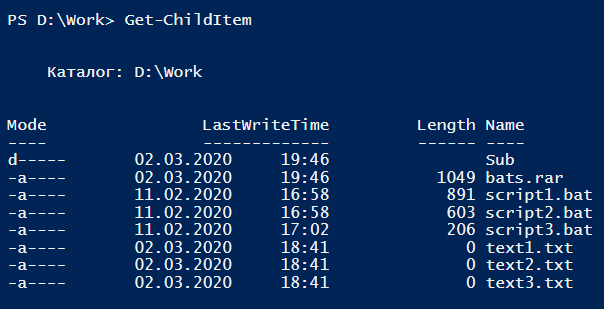 PS D:\Work> Get-ChildItem
Каталог: D:\Work
Mode LastWriteTime Length Name
---- ------------- ------ ----
d----- 02.03.2020 19:46 Sub
-a---- 02.03.2020 19:46 1049 bats.rar
-a---- 11.02.2020 16:58 891 script1.bat
-a---- 11.02.2020 16:58 603 script2.bat
-a---- 11.02.2020 17:02 206 script3.bat
-a---- 02.03.2020 18:41 0 text1.txt
-a---- 02.03.2020 18:41 0 text2.txt
-a---- 02.03.2020 18:41 0 text3.txt